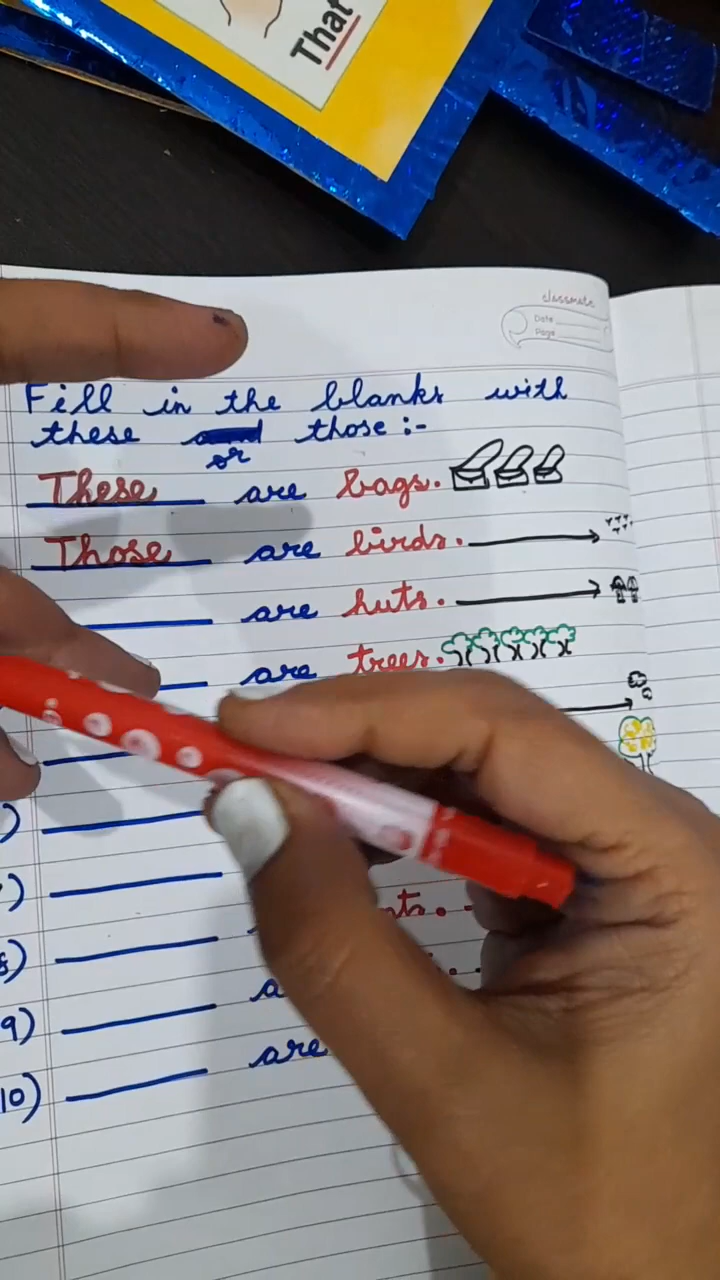 That
classmate
Date
Page
Fill in the blanks with
these or those :-
These are bags.
Those are birds.
are huts.
are trees.
9)
10) are